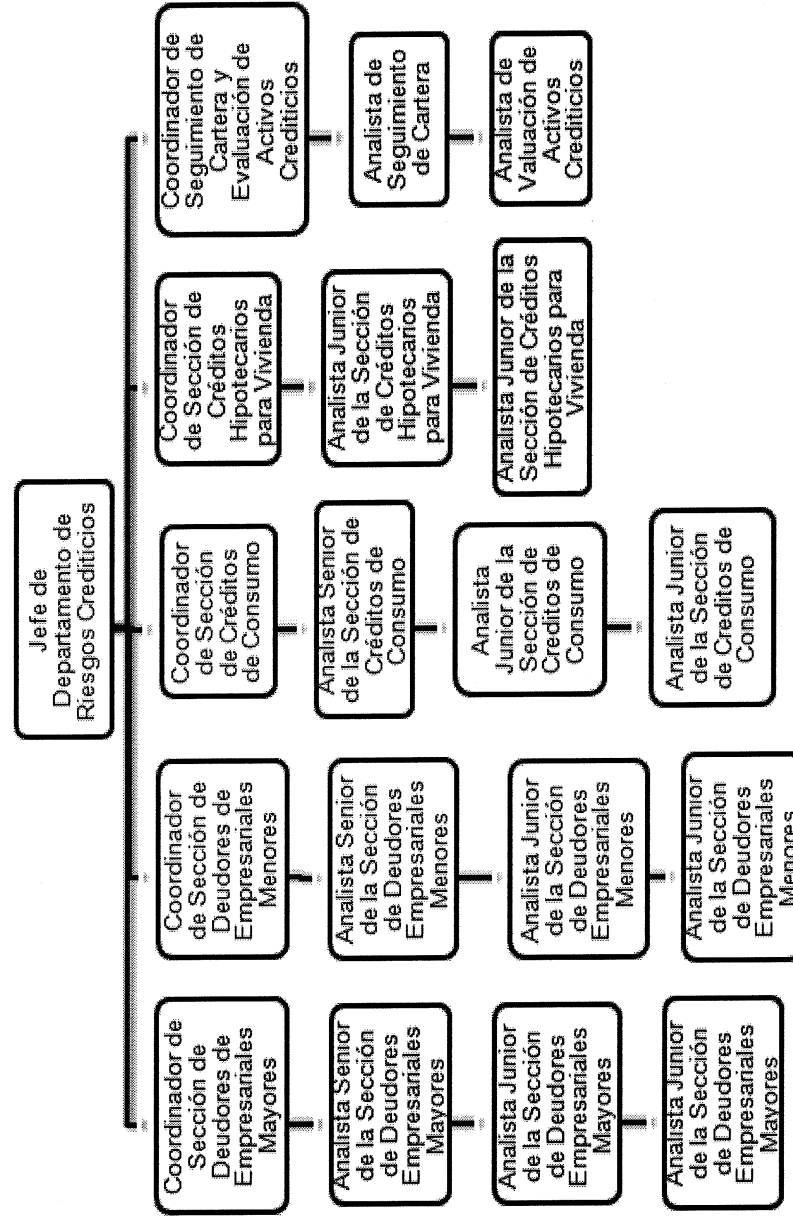 Jefe de
Departamento de
Riesgos Crediticios
Coordinador de
Sección de
Deudores de
Empresariales
Mayores
Analista Senior
de la Sección
de Deudores
Empresariales
Mayores
Analista Junior
de la Sección
de Deudores
Empresariales
Mayores
Analista Junior
de la Sección
de Deudores
Empresariales
Mayores
Coordinador
de Sección de
Deudores de
Empresariales
Menores
Analista Senior
de la Sección
de Deudores
Empresariales
Menores
Analista Junior
de la Sección
de Deudores
Empresariales
Menores
Analista Junior
de la Sección
de Deudores
Empresariales
Menores
Coordinador
de Sección
de Créditos
de Consumo
Analista Senior
de la Sección de
Créditos de
Consumo
Analista
Junior de la
Sección de
Creditos de
Consumo
Analista Junior
de la Sección
de Creditos de
Consumo
Coordinador
de Sección de
Créditos
Hipotecarios
para Vivienda
Analista Junior
de la Sección
de Créditos
Hipotecarios
para Vivienda
Analista Junior de la
Sección de Créditos
Hipotecarios para
Vivienda
Coordinador de
Seguimiento de
Cartera y
Evaluación de
Activos
Crediticios
Analista de
Seguimiento
de Cartera
Analista de
Valuación de
Activos
Crediticios